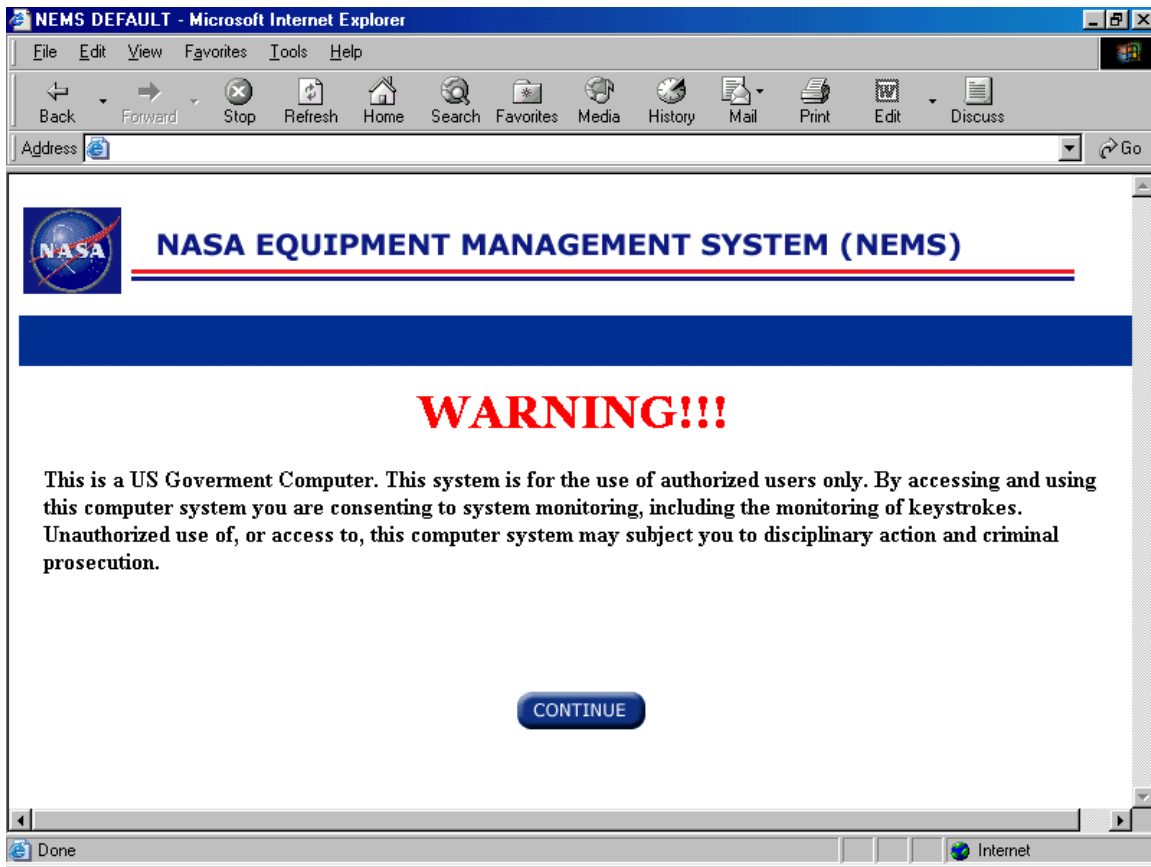 NEMS DEFAULT - Microsoft Internet Explorer
File Edit View Favorites Tools Help
Back Forward Stop Refresh Home Search Favorites Media History Mail Print Edit Discuss
Address Go
NASA
NASA EQUIPMENT MANAGEMENT SYSTEM (NEMS)
WARNING!!!
This is a US Goverment Computer. This system is for the use of authorized users only. By accessing and using
this computer system you are consenting to system monitoring, including the monitoring of keystrokes.
Unauthorized use of, or access to, this computer system may subject you to disciplinary action and criminal
prosecution.
CONTINUE
Done Internet